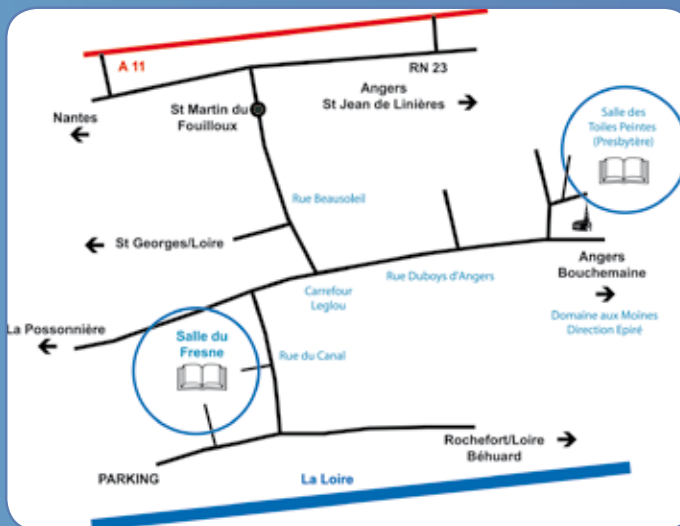 A 11
RN 23
Nantes
St Martin du
Fouilloux
Angers
St Jean de Linières
Salle des
Toiles Peintes
(Presbytère)
Rue Beausoleil
St Georges/Loire
Rue Duboys d'Angers
Angers
Bouchemaine
Carrefour
Leglou
Domaine aux Moines
Direction Epiré
La Possonnière
Salle du
Fresne
Rue du Canal
Rochefort/Loire
Béhuard
PARKING
La Loire